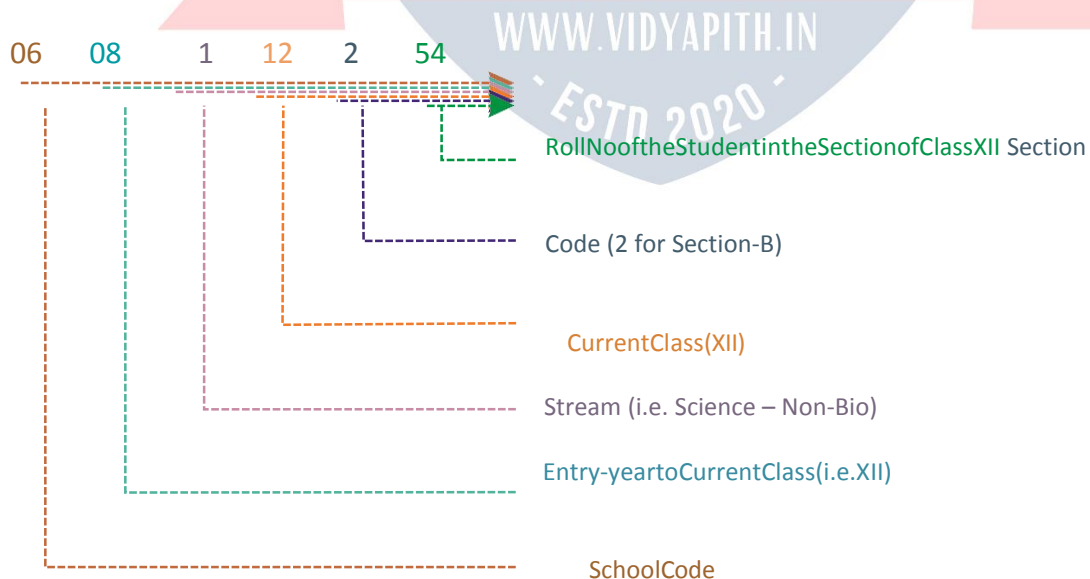 WWW.VIDYAPITH.IN
06 08 1 12 2 54
- ESTD 2020 -
RollNooftheStudentintheSectionofClassXII Section
Code (2 for Section-B)
CurrentClass(XII)
Stream (i.e. Science – Non-Bio)
Entry-yeartoCurrentClass(i.e.XII)
SchoolCode